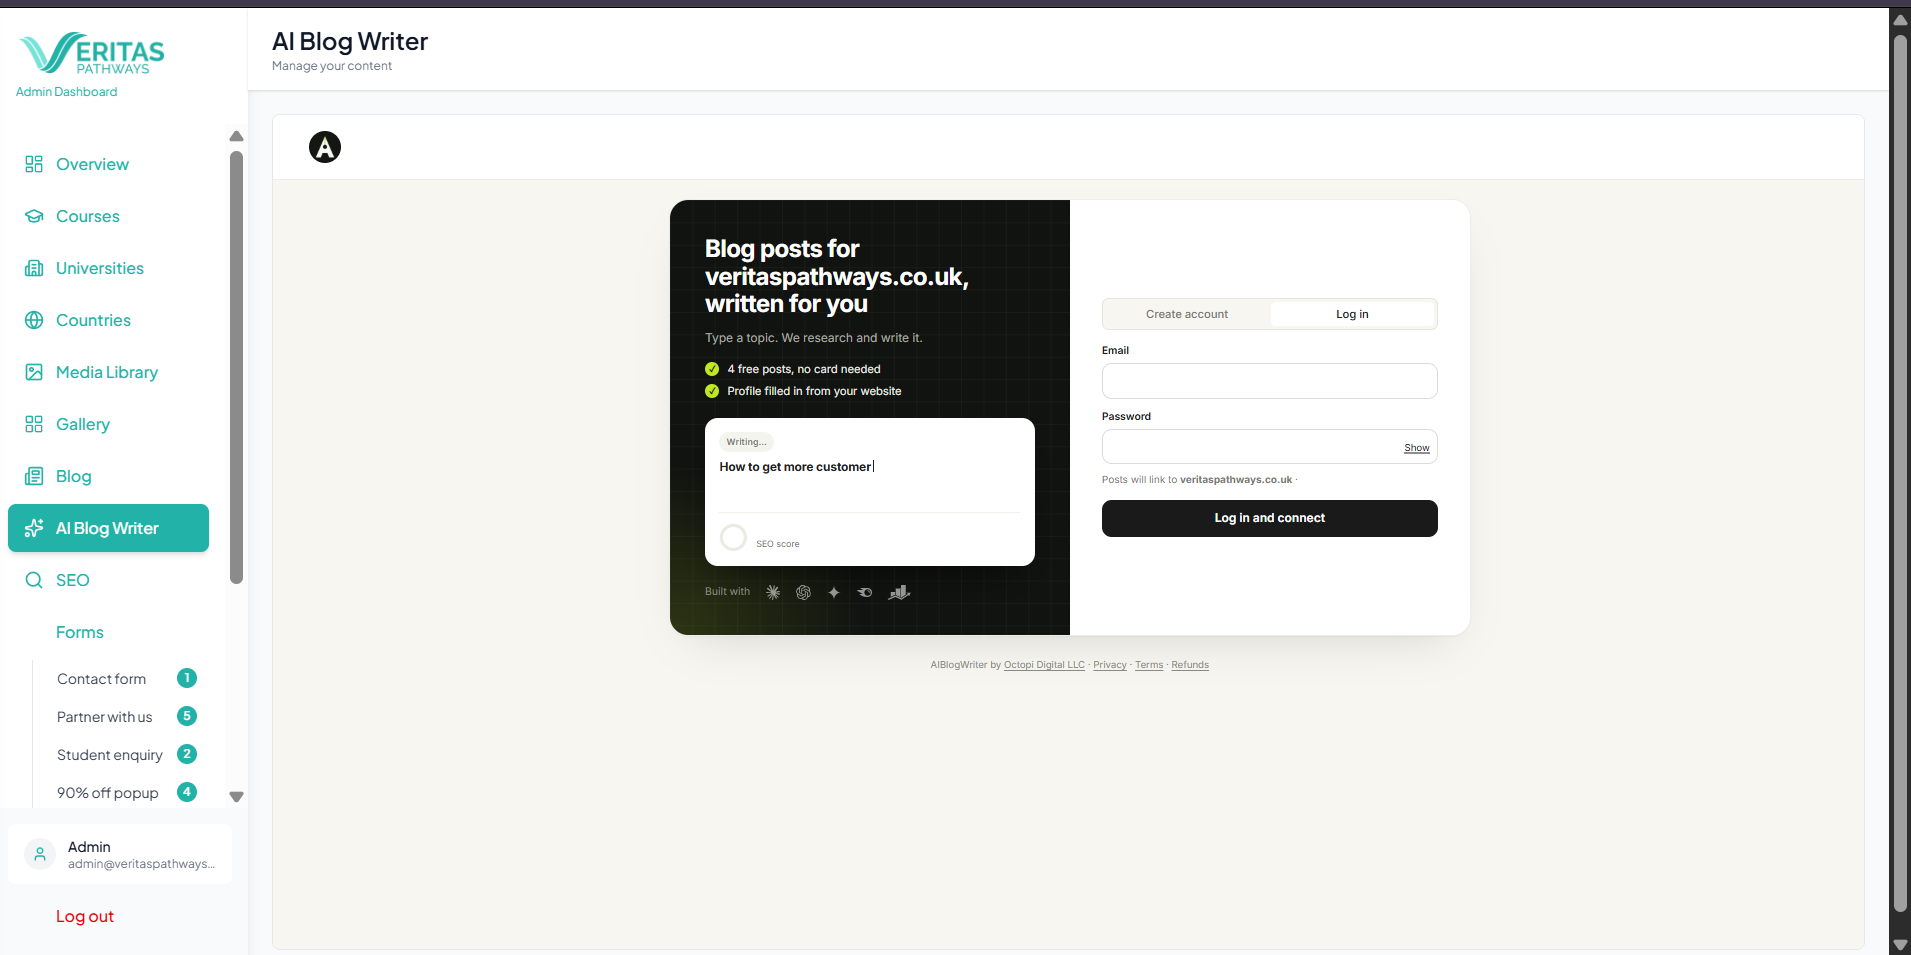 VERITAS
PATHWAYS
Admin Dashboard
Overview
Courses
Universities
Countries
Media Library
Gallery
Blog
AI Blog Writer
SEO
Forms
Contact form 1
Partner with us 5
Student enquiry 2
90% off popup 4
Admin
admin@veritaspathways...
Log out
AI Blog Writer
Manage your content
A
Blog posts for
veritaspathways.co.uk,
written for you
Type a topic. We research and write it.
4 free posts, no card needed
Profile filled in from your website
Writing...
How to get more customer
SEO score
Built with
Create account Log in
Email
Password
Show
Posts will link to veritaspathways.co.uk ·
Log in and connect
AIBlogWriter by Octopi Digital LLC · Privacy · Terms · Refunds